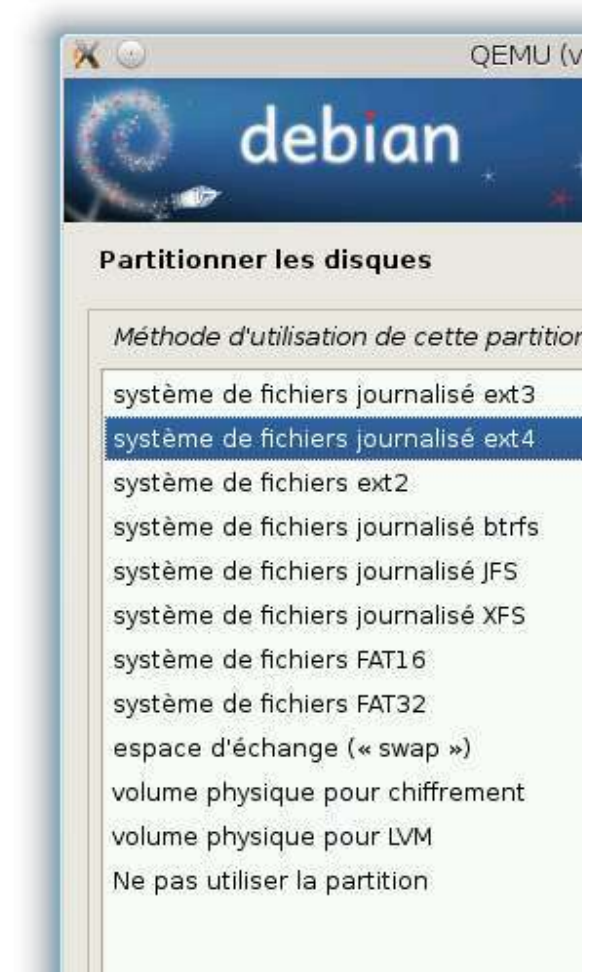 QEMU (v
debian
Partitionner les disques
Méthode d'utilisation de cette partition
système de fichiers journalisé ext3
système de fichiers journalisé ext4
système de fichiers ext2
système de fichiers journalisé btrfs
système de fichiers journalisé JFS
système de fichiers journalisé XFS
système de fichiers FAT16
système de fichiers FAT32
espace d'échange (« swap »)
volume physique pour chiffrement
volume physique pour LVM
Ne pas utiliser la partition